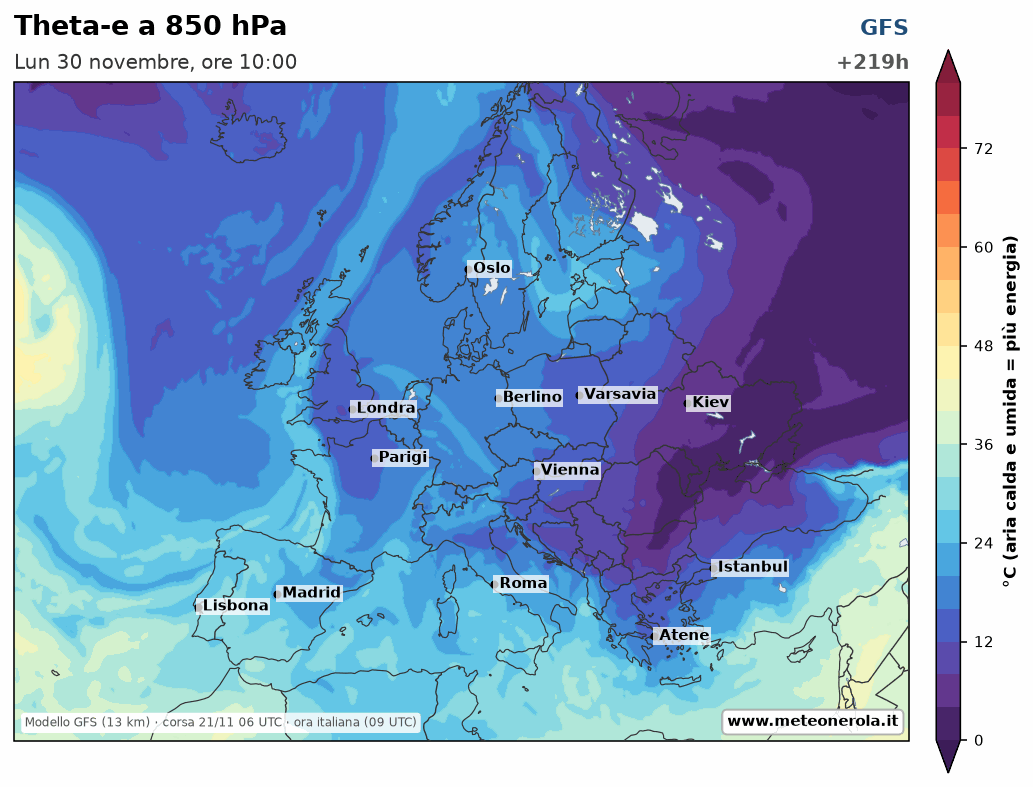 Theta-e a 850 hPa
GFS
Lun 30 novembre, ore 10:00
+219h
72
60
48
36
24
12
0
°C (aria calda e umida = più energia)
Oslo
Berlino
Varsavia
Kiev
Londra
Parigi
Vienna
Istanbul
Roma
Madrid
Lisbona
Atene
Modello GFS (13 km) · corsa 21/11 06 UTC · ora italiana (09 UTC)
www.meteonerola.it